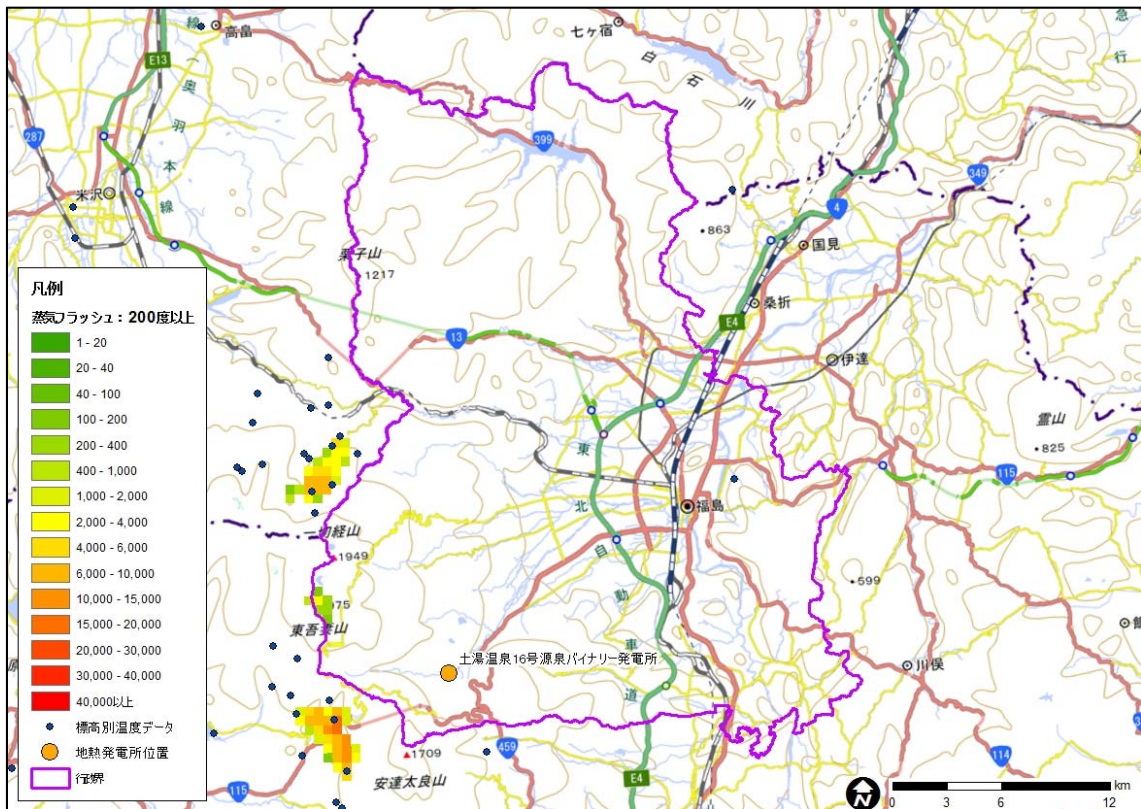 高畠
七ヶ宿
急
行
E13
線
(
奥
羽
本
線
白
石
川
287
399
349
米沢
4
863
国見
栗子山
1217
桑折
E4
13
伊達
霊山
825
115
東
北
自
動
車
道
福島
一切経山
1949
599
975
東吾妻山
土湯温泉16号源泉バイナリー発電所
川俣
飯
原
1709
安達太良山
459
115
E4
114
凡例
蒸気フラッシュ：200度以上
1 - 20
20 - 40
40 - 100
100 - 200
200 - 400
400 - 1,000
1,000 - 2,000
2,000 - 4,000
4,000 - 6,000
6,000 - 10,000
10,000 - 15,000
15,000 - 20,000
20,000 - 30,000
30,000 - 40,000
40,000以上
標高別温度データ
地熱発電所位置
行政界
N
km
0 3 6 12